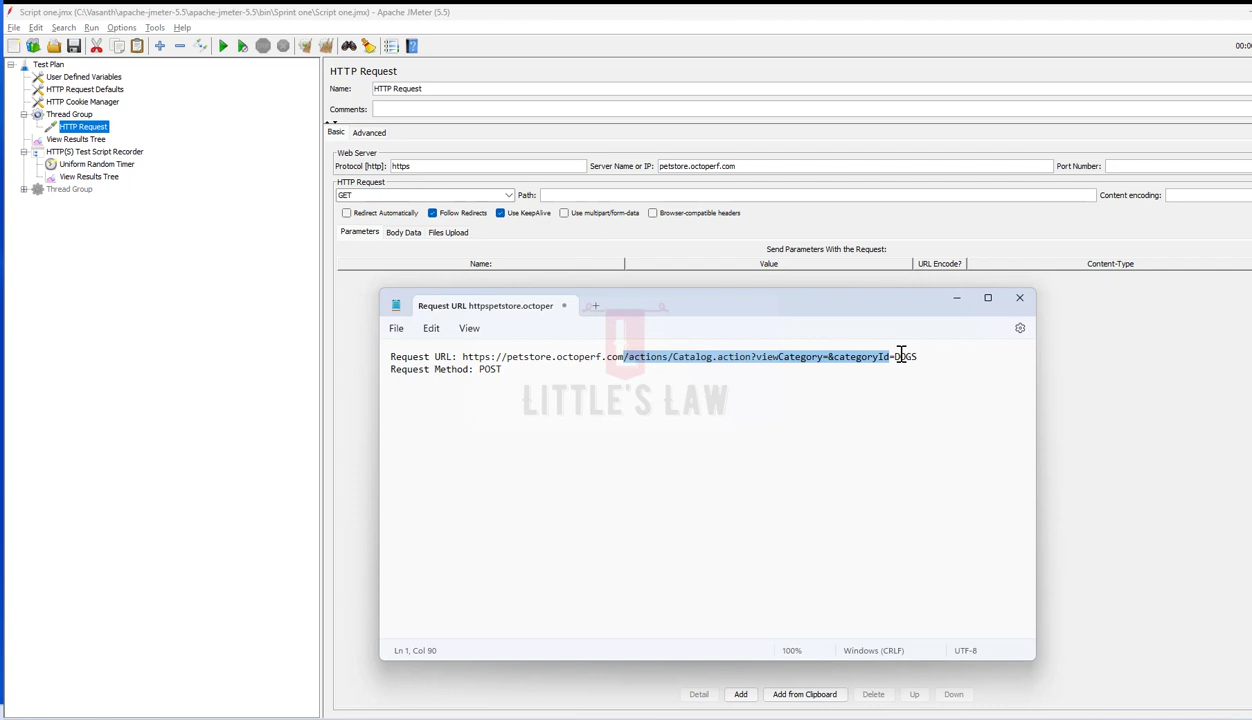 Script one.jmx (C:\Vasanth\apache-jmeter-5.5\apache-jmeter-5.5\bin\Sprint one\Script one.jmx) - Apache JMeter (5.5)
File Edit Search Run Options Tools Help
00:00
Test Plan
User Defined Variables
HTTP Request Defaults
HTTP Cookie Manager
Thread Group
HTTP Request
View Results Tree
HTTP(S) Test Script Recorder
Uniform Random Timer
View Results Tree
Thread Group
HTTP Request
Name: HTTP Request
Comments:
Basic Advanced
Web Server
Protocol [http]: https Server Name or IP: petstore.octoperf.com Port Number:
HTTP Request
GET Path: Content encoding:
Redirect Automatically Follow Redirects Use KeepAlive Use multipart/form-data Browser-compatible headers
Parameters Body Data Files Upload
Send Parameters With the Request:
Name: Value URL Encode? Content-Type
Request URL httpspetstore.octoper
File Edit View
Request URL: https://petstore.octoperf.com/actions/Catalog.action?viewCategory=&categoryId=DOGS
Request Method: POST
LITTLE'S LAW
Ln 1, Col 90 100% Windows (CRLF) UTF-8
Detail Add Add from Clipboard Delete Up Down